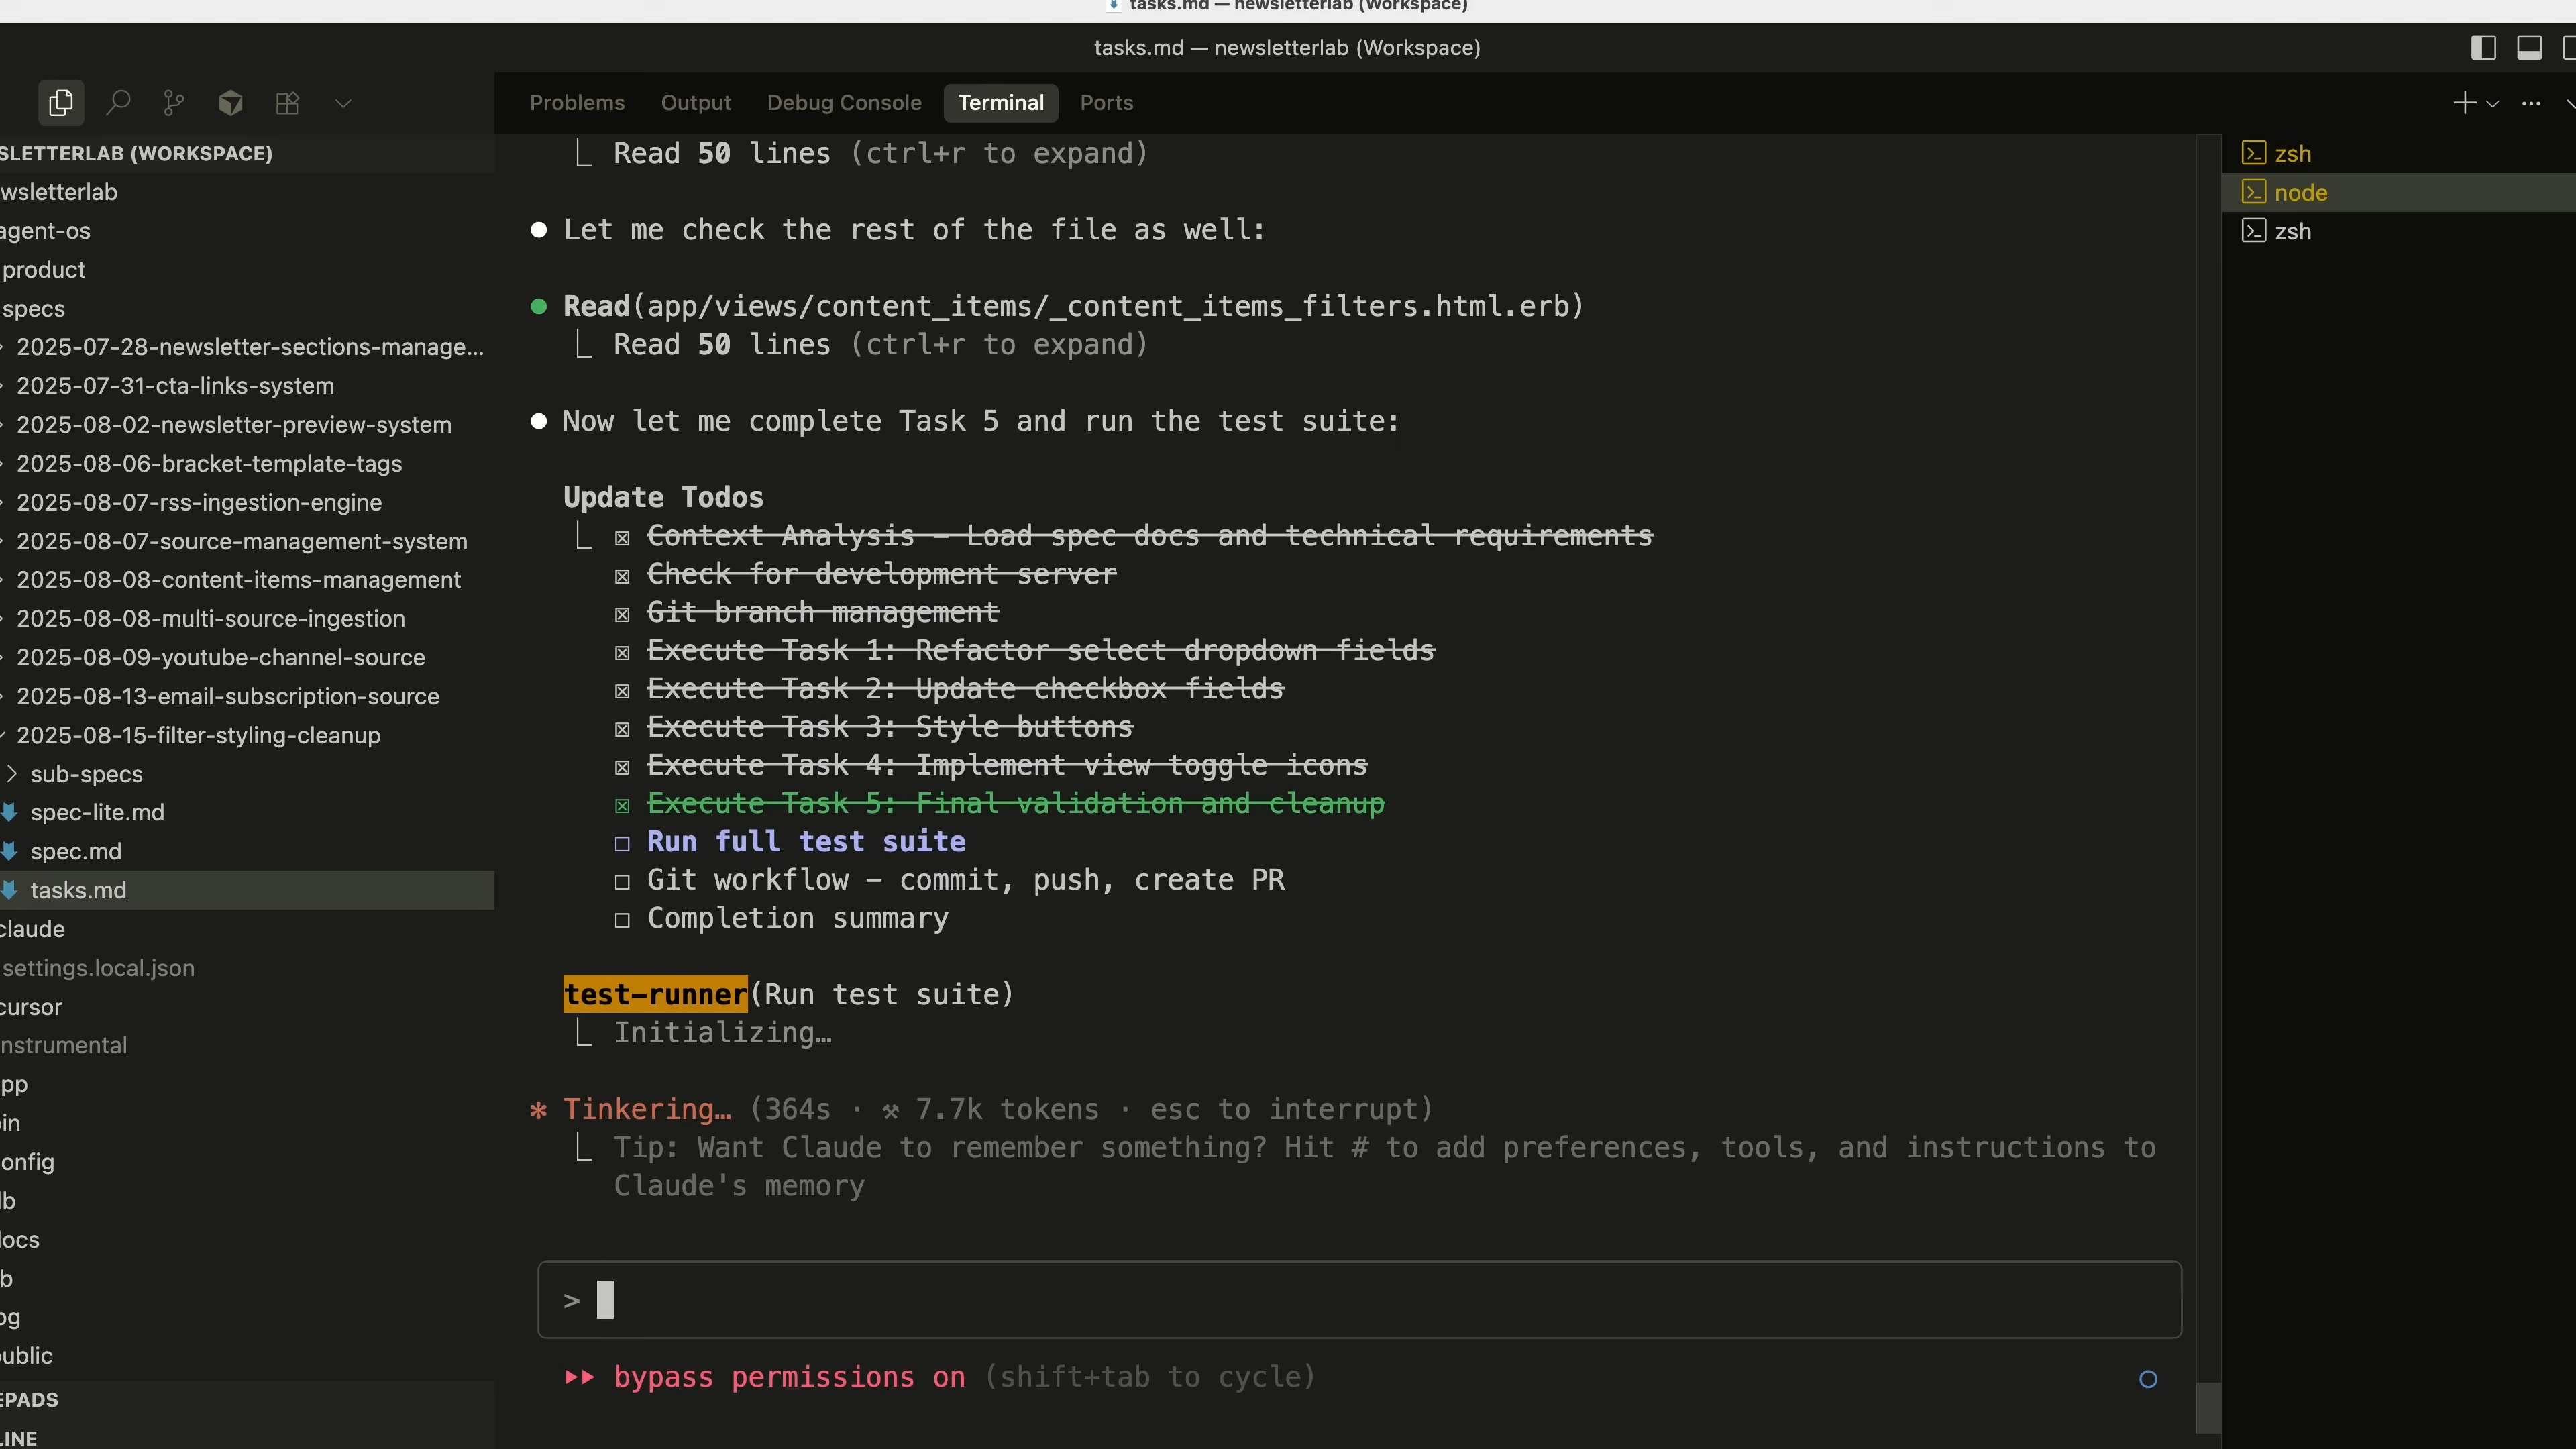 tasks.md — newsletterlab (Workspace)
tasks.md — newsletterlab (Workspace)
Problems Output Debug Console Terminal Ports
SLETTERLAB (WORKSPACE)
wsletterlab
agent-os
product
specs
2025-07-28-newsletter-sections-manage...
2025-07-31-cta-links-system
2025-08-02-newsletter-preview-system
2025-08-06-bracket-template-tags
2025-08-07-rss-ingestion-engine
2025-08-07-source-management-system
2025-08-08-content-items-management
2025-08-08-multi-source-ingestion
2025-08-09-youtube-channel-source
2025-08-13-email-subscription-source
2025-08-15-filter-styling-cleanup
sub-specs
spec-lite.md
spec.md
tasks.md
claude
settings.local.json
cursor
nstrumental
pp
in
onfig
lb
locs
b
og
public
EPADS
LINE
Read 50 lines (ctrl+r to expand)
● Let me check the rest of the file as well:
● Read(app/views/content_items/_content_items_filters.html.erb)
Read 50 lines (ctrl+r to expand)
● Now let me complete Task 5 and run the test suite:
Update Todos
☒ Context Analysis – Load spec docs and technical requirements
☒ Check for development server
☒ Git branch management
☒ Execute Task 1: Refactor select dropdown fields
☒ Execute Task 2: Update checkbox fields
☒ Execute Task 3: Style buttons
☒ Execute Task 4: Implement view toggle icons
☒ Execute Task 5: Final validation and cleanup
☐ Run full test suite
☐ Git workflow – commit, push, create PR
☐ Completion summary
test-runner(Run test suite)
Initializing…
✻ Tinkering… (364s · ⚒ 7.7k tokens · esc to interrupt)
Tip: Want Claude to remember something? Hit # to add preferences, tools, and instructions to
Claude's memory
>
⏵⏵ bypass permissions on (shift+tab to cycle)
zsh
node
zsh